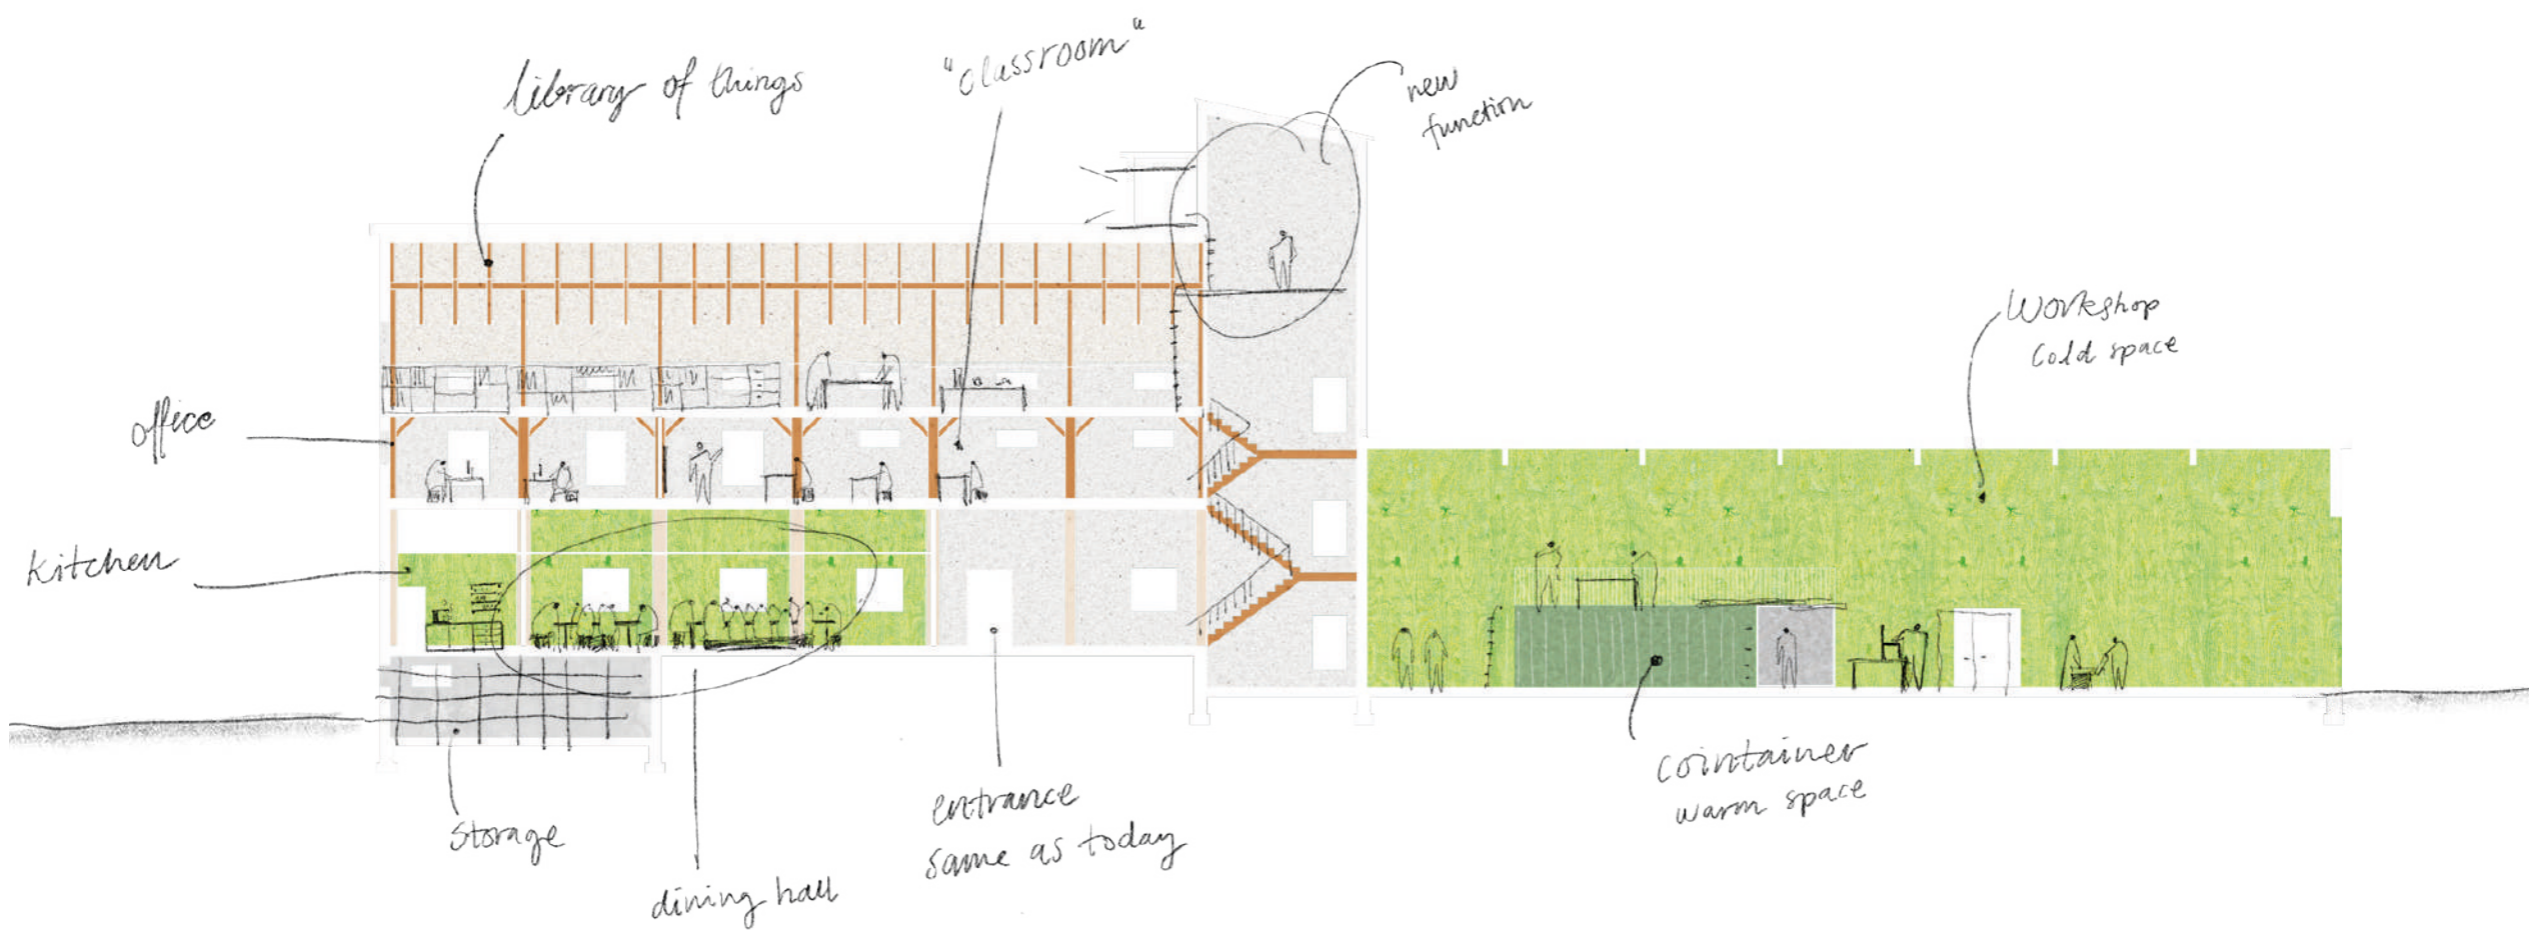 library of things
"classroom"
new
function
office
Workshop
cold space
kitchen
storage
dining hall
entrance
same as today
cointainer
warm space